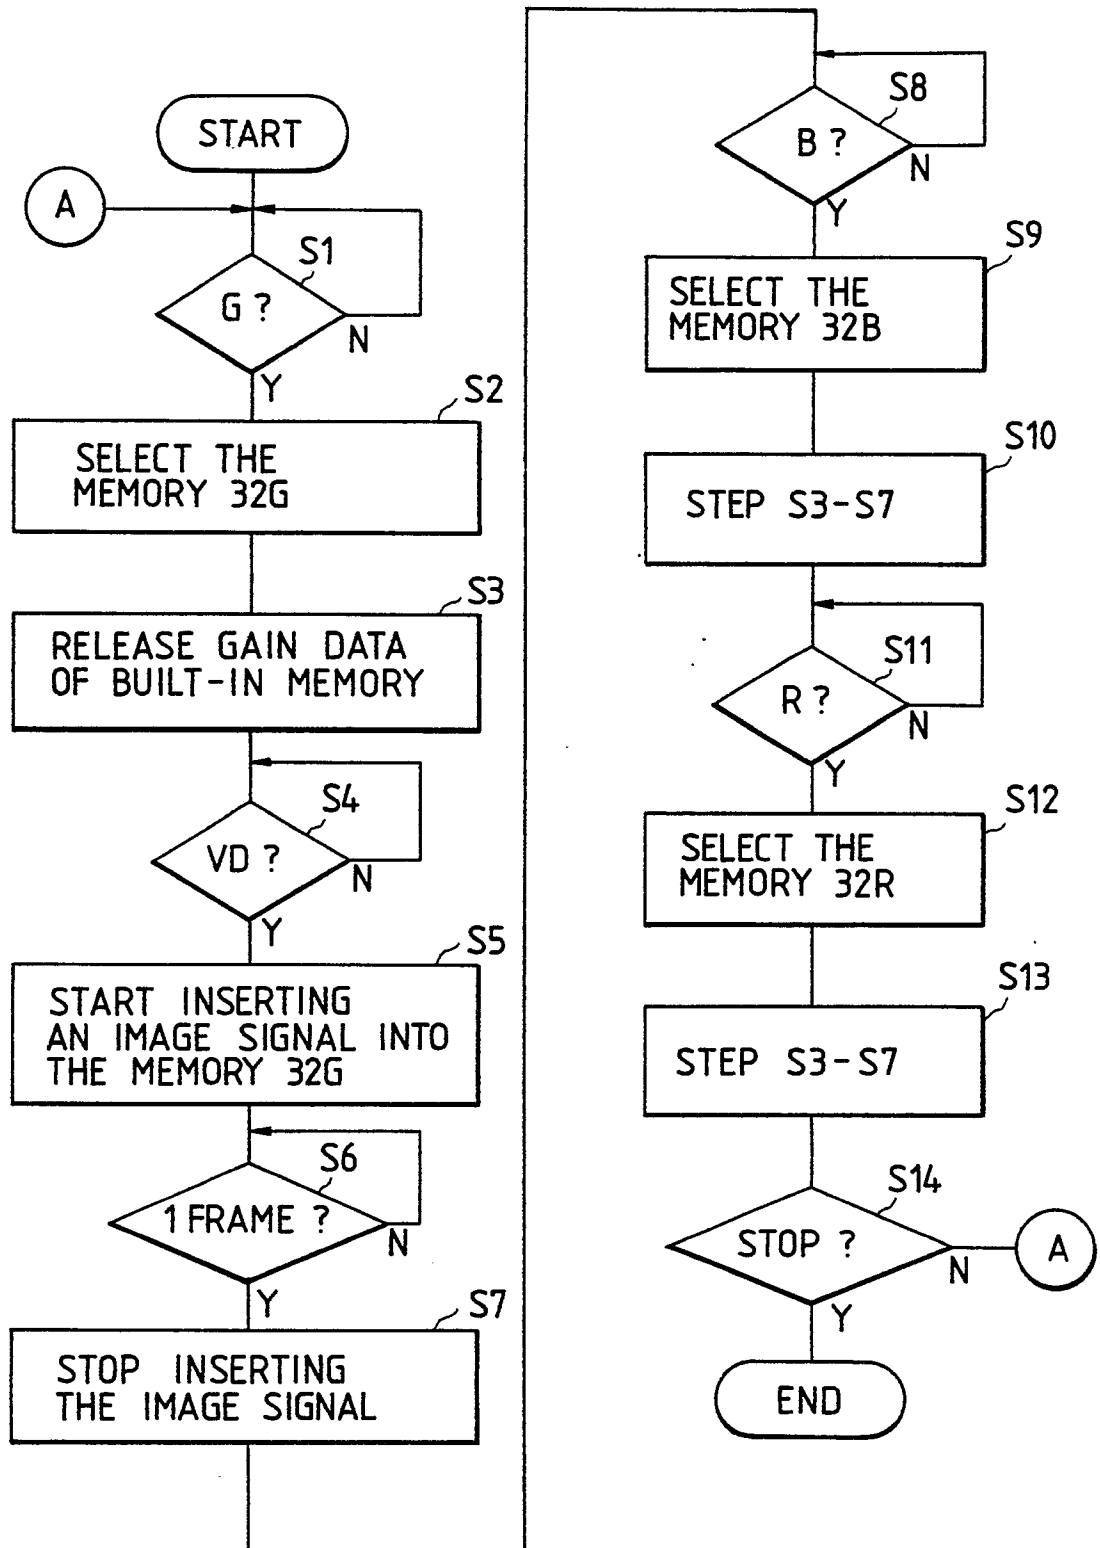 START
A
S1
G ?
N
Y
S2
SELECT THE
MEMORY 32G
S3
RELEASE GAIN DATA
OF BUILT-IN MEMORY
S4
VD ?
N
Y
S5
START INSERTING
AN IMAGE SIGNAL INTO
THE MEMORY 32G
S6
1 FRAME ?
N
Y
S7
STOP INSERTING
THE IMAGE SIGNAL
S8
B ?
N
Y
S9
SELECT THE
MEMORY 32B
S10
STEP S3-S7
S11
R ?
N
Y
S12
SELECT THE
MEMORY 32R
S13
STEP S3-S7
S14
STOP ?
N
A
Y
END